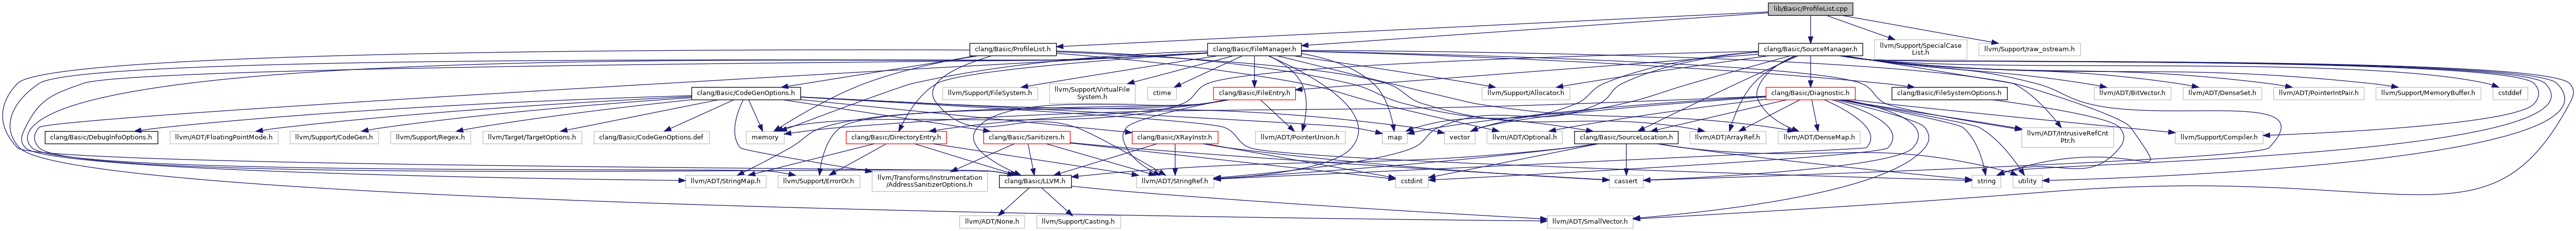 lib/Basic/ProfileList.cpp
clang/Basic/ProfileList.h
clang/Basic/FileManager.h
clang/Basic/SourceManager.h
llvm/Support/SpecialCase
List.h
llvm/Support/raw_ostream.h
clang/Basic/CodeGenOptions.h
llvm/Support/FileSystem.h
llvm/Support/VirtualFile
System.h
ctime
clang/Basic/FileEntry.h
llvm/Support/Allocator.h
clang/Basic/Diagnostic.h
clang/Basic/FileSystemOptions.h
llvm/ADT/BitVector.h
llvm/ADT/DenseSet.h
llvm/ADT/PointerIntPair.h
llvm/Support/MemoryBuffer.h
cstddef
clang/Basic/DebugInfoOptions.h
llvm/ADT/FloatingPointMode.h
llvm/Support/CodeGen.h
llvm/Support/Regex.h
llvm/Target/TargetOptions.h
clang/Basic/CodeGenOptions.def
memory
clang/Basic/DirectoryEntry.h
clang/Basic/Sanitizers.h
clang/Basic/XRayInstr.h
llvm/ADT/PointerUnion.h
map
vector
llvm/ADT/Optional.h
clang/Basic/SourceLocation.h
llvm/ADT/ArrayRef.h
llvm/ADT/DenseMap.h
llvm/ADT/IntrusiveRefCnt
Ptr.h
llvm/Support/Compiler.h
llvm/ADT/StringMap.h
llvm/Support/ErrorOr.h
llvm/Transforms/Instrumentation
/AddressSanitizerOptions.h
clang/Basic/LLVM.h
llvm/ADT/StringRef.h
cstdint
cassert
string
utility
llvm/ADT/None.h
llvm/Support/Casting.h
llvm/ADT/SmallVector.h